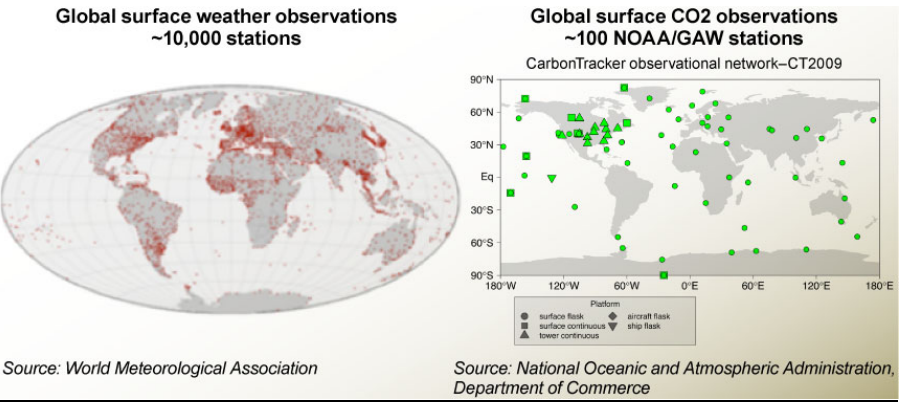 Global surface weather observations
~10,000 stations
Global surface CO2 observations
~100 NOAA/GAW stations
CarbonTracker observational network–CT2009
90°N
60°N
30°N
Eq
30°S
60°S
90°S
180°W
120°W
60°W
0°E
60°E
120°E
180°E
Platform
surface flask
aircraft flask
surface continuous
ship flask
tower continuous
Source: World Meteorological Association
Source: National Oceanic and Atmospheric Administration,
Department of Commerce